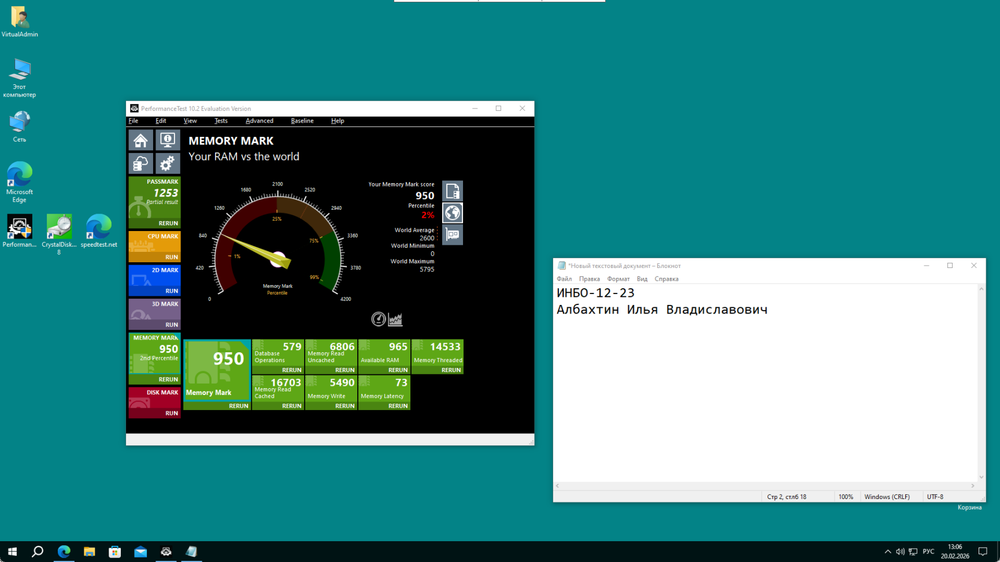 VirtualAdmin
Этот
компьютер
Сеть
Microsoft
Edge
Performan...
CrystalDisk...
8
speedtest.net
PerformanceTest 10.2 Evaluation Version
File Edit View Tests Advanced Baseline Help
MEMORY MARK
Your RAM vs the world
PASSMARK
1253
Partial result
RERUN
CPU MARK
RUN
2D MARK
RUN
3D MARK
RUN
MEMORY MARK
950
2nd Percentile
RERUN
DISK MARK
RUN
0
420
840
1260
1680
2100
2520
2940
3360
3780
4200
1%
25%
75%
99%
Memory Mark
Percentile
Your Memory Mark score
950
Percentile
2%
World Average
2600
World Minimum
0
World Maximum
5795
950
Memory Mark
RERUN
579
Database
Operations
RERUN
6806
Memory Read
Uncached
RERUN
965
Available RAM
RERUN
14533
Memory Threaded
RERUN
16703
Memory Read
Cached
RERUN
5490
Memory Write
RERUN
73
Memory Latency
RERUN
*Новый текстовый документ – Блокнот
Файл Правка Формат Вид Справка
ИНБО-12-23
Албахтин Илья Владиславович
Стр 2, стлб 18 100% Windows (CRLF) UTF-8
Корзина
РУС
13:06
20.02.2026